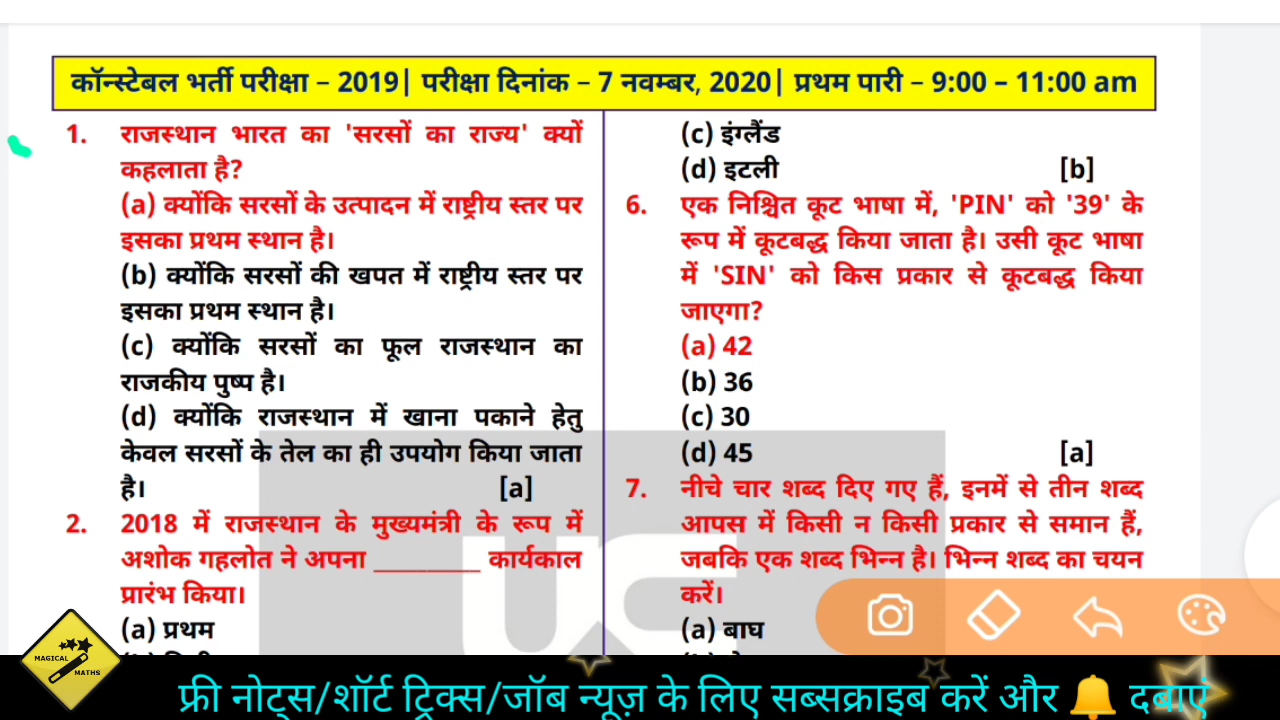 कॉन्स्टेबल भर्ती परीक्षा – 2019| परीक्षा दिनांक – 7 नवम्बर, 2020| प्रथम पारी – 9:00 – 11:00 am
1. राजस्थान भारत का 'सरसों का राज्य' क्यों
कहलाता है?
(a) क्योंकि सरसों के उत्पादन में राष्ट्रीय स्तर पर
इसका प्रथम स्थान है।
(b) क्योंकि सरसों की खपत में राष्ट्रीय स्तर पर
इसका प्रथम स्थान है।
(c) क्योंकि सरसों का फूल राजस्थान का
राजकीय पुष्प है।
(d) क्योंकि राजस्थान में खाना पकाने हेतु
केवल सरसों के तेल का ही उपयोग किया जाता
है। [a]
2. 2018 में राजस्थान के मुख्यमंत्री के रूप में
अशोक गहलोत ने अपना __________ कार्यकाल
प्रारंभ किया।
(a) प्रथम
(c) इंग्लैंड
(d) इटली [b]
6. एक निश्चित कूट भाषा में, 'PIN' को '39' के
रूप में कूटबद्ध किया जाता है। उसी कूट भाषा
में 'SIN' को किस प्रकार से कूटबद्ध किया
जाएगा?
(a) 42
(b) 36
(c) 30
(d) 45 [a]
7. नीचे चार शब्द दिए गए हैं, इनमें से तीन शब्द
आपस में किसी न किसी प्रकार से समान हैं,
जबकि एक शब्द भिन्न है। भिन्न शब्द का चयन
करें।
(a) बाघ
MAGICAL
MATHS
फ्री नोट्स/शॉर्ट ट्रिक्स/जॉब न्यूज़ के लिए सब्सक्राइब करें और 🔔 दबाएं